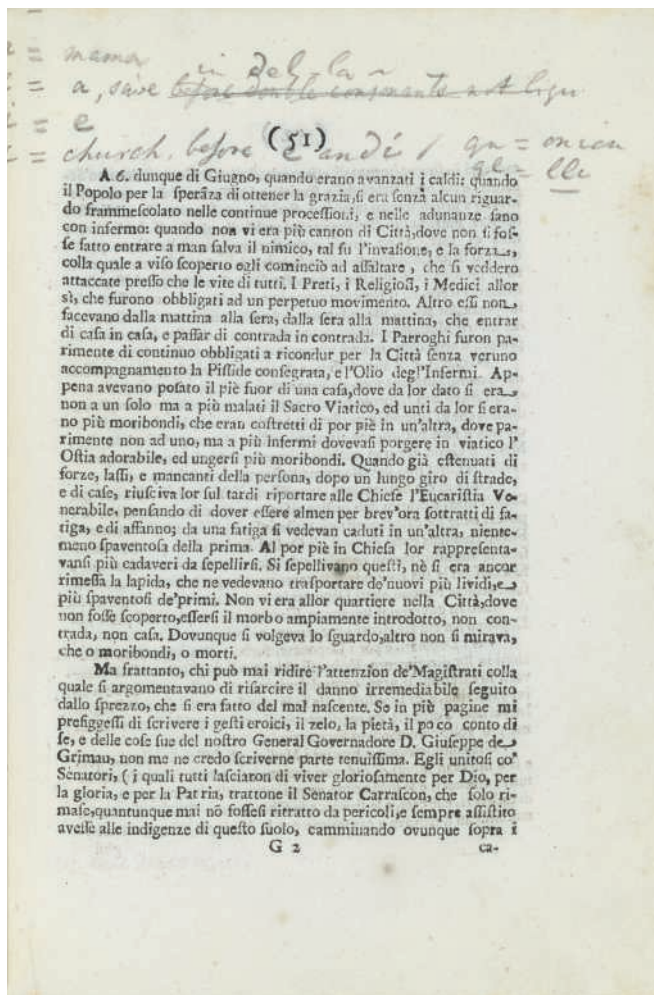 = mama
in del - la
= a, save before double consonants not liqu
= e
(51)
= church, before e and i / gn = onion
gl = lli
A 6. dunque di Giugno, quando erano avanzati i caldi: quando
il Popolo per la sperãza di ottener la grazia, si era senza alcun riguar-
do frammescolato nelle continue processioni, e nelle adunanze sano
con infermo: quando non vi era più canton di Città, dove non si fos-
se fatto entrare a man salva il nimico, tal fu l'invasione, e la forza,
colla quale a viso scoperto egli cominciò ad assaltare, che si veddero
attaccate presso che le vite di tutti. I Preti, i Religiosi, i Medici allor
sì, che furono obbligati ad un perpetuo movimento. Altro essi non
facevano dalla mattina alla sera, dalla sera alla mattina, che entrar
di casa in casa, e passar di contrada in contrada. I Parroghi furon pa-
rimente di continuo obbligati a ricondur per la Città senza veruno
accompagnamento la Pisside consegrata, e l'Olio degl'Infermi. Ap-
pena avevano posato il piè fuor di una casa, dove da lor dato si era
non a un solo ma a più malati il Sacro Viatico, ed unti da lor si era-
no più moribondi, che eran costretti di por piè in un'altra, dove pa-
rimente non ad uno, ma a più Infermi dovevasi porgere in viatico l'
Ostia adorabile, ed ungersi più moribondi. Quando già estenuati di
forze, lassi, e mancanti della persona, dopo un lungo giro di strade,
e di case, riusciva lor sul tardi riportare alle Chiese l'Eucaristia Ve-
nerabile, pensando di dover essere almen per brev'ora sottratti di fa-
tiga, e di affanno; da una fatiga si vedevan caduti in un'altra, niente-
meno spaventosa della prima. Al por piè in Chiesa lor rappresenta-
vansi più cadaveri da sepellirsi. Si sepellivano questi, nè si era ancor
rimessa la lapida, che ne vedevano trasportare de'nuovi più lividi, e
più spaventosi de'primi. Non vi era allor quartiere nella Città, dove
non fosse scoperto, essersi il morbo ampiamente introdotto, non con-
trada, non casa. Dovunque si volgeva lo sguardo, altro non si mirava,
che o moribondi, o morti.
Ma frattanto, chi può mai ridire l'attenzion de'Magistrati colla
quale si argomentavano di risarcire il danno irremediabile seguito
dallo sprezzo, che si era fatto del mal nascente. Se in più pagine mi
prefiggessi di scrivere i gesti eroici, il zelo, la pietà, il poco conto di
se, e delle cose sue del nostro General Governadore D. Giuseppe de
Grimau, non me ne credo scriverne parte tenuissima. Egli unitosi co'
Senatori, (i quali tutti lasciaron di viver gloriosamente per Dio, per
la gloria, e per la Patria, trattone il Senator Carrascon, che solo ri-
mase, quantunque mai nõ fossesi ritratto da pericoli, e sempre assistito
avesse alle indigenze di questo suolo, camminando ovunque sopra i
G 2 ca-